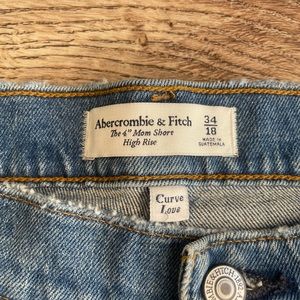 Abercrombie & Fitch
The 4" Mom Short
High Rise
34
18
MADE IN
GUATEMALA
Curve
Love